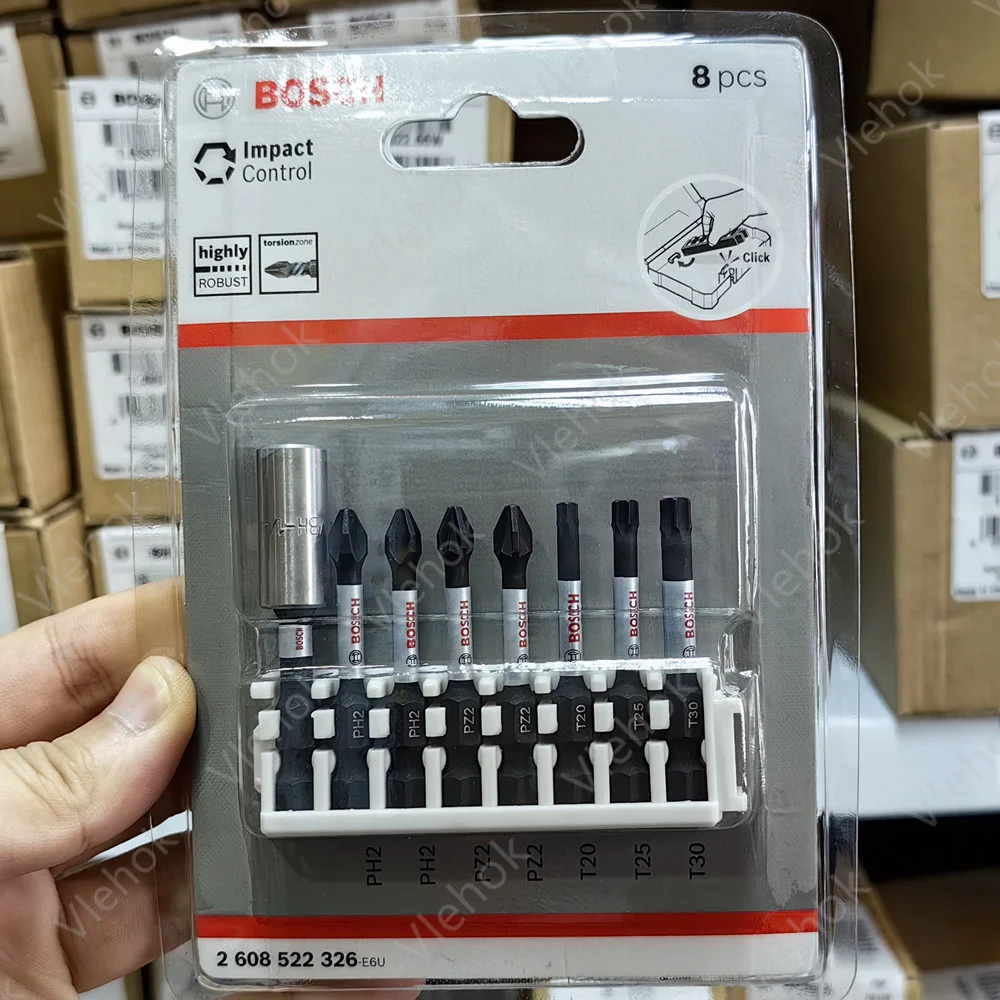 BOSCH
8 pcs
Impact
Control
highly
ROBUST
torsionzone
Click
BOSCH
BOSCH
BOSCH
BOSCH
BOSCH
BOSCH
BOSCH
BOSCH
PH2
PH2
PZ2
PZ2
T20
T25
T30
PH2
PH2
PZ2
PZ2
T20
T25
T30
2 608 522 326-E6U
Vlehok